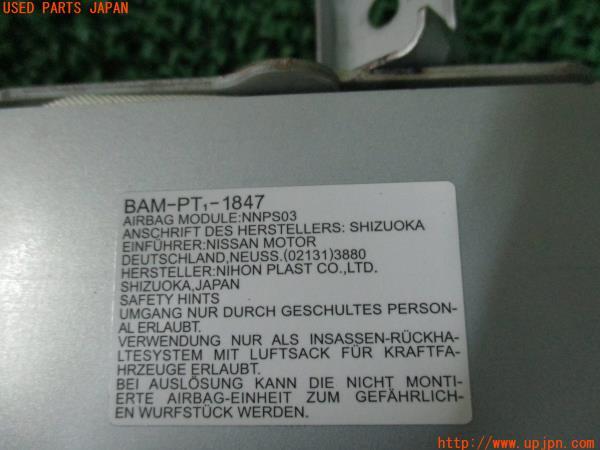 USED PARTS JAPAN
BAM-PT₁-1847
AIRBAG MODULE:NNPS03
ANSCHRIFT DES HERSTELLERS: SHIZUOKA
EINFÜHRER:NISSAN MOTOR
DEUTSCHLAND,NEUSS.(02131)3880
HERSTELLER:NIHON PLAST CO.,LTD.
SHIZUOKA,JAPAN
SAFETY HINTS
UMGANG NUR DURCH GESCHULTES PERSON-
AL ERLAUBT.
VERWENDUNG NUR ALS INSASSEN-RÜCKHA-
LTESYSTEM MIT LUFTSACK FÜR KRAFTFA-
HRZEUGE ERLAUBT.
BEI AUSLÖSUNG KANN DIE NICHT MONTI-
ERTE AIRBAG-EINHEIT ZUM GEFÄHRLICH-
EN WURFSTÜCK WERDEN.
http://www.upjpn.com/